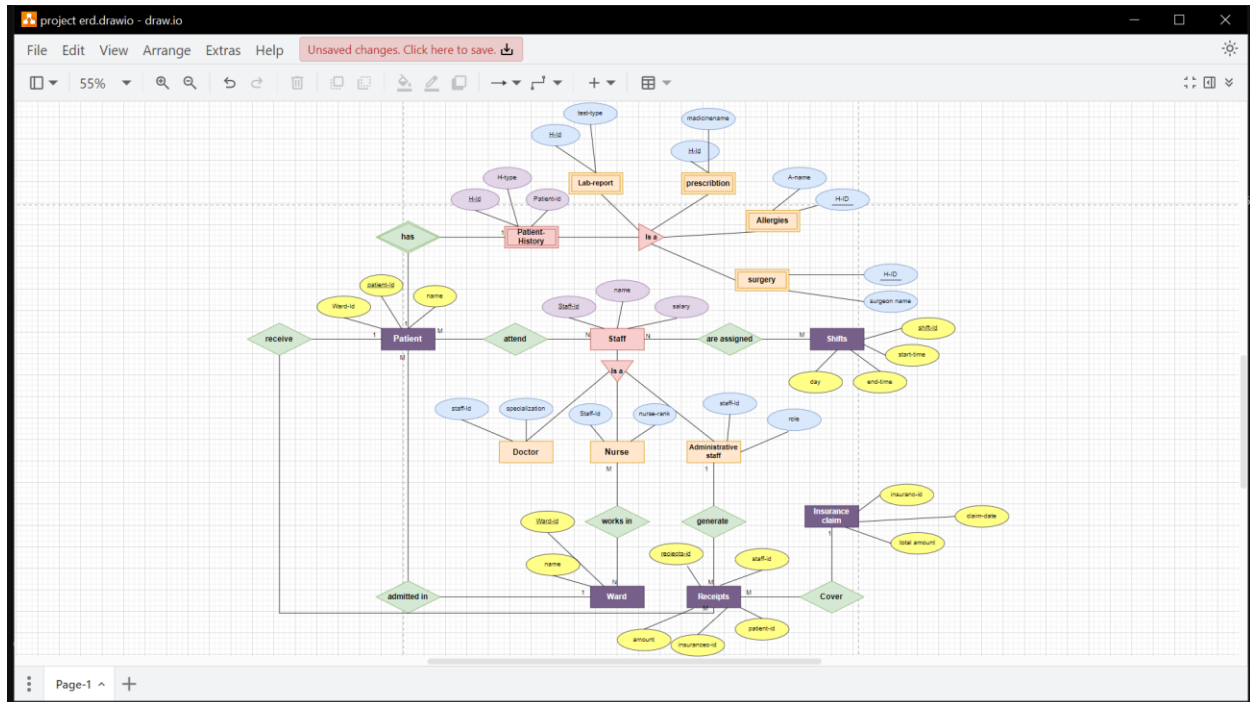 project erd.drawio - draw.io
File Edit View Arrange Extras Help Unsaved changes. Click here to save.
55%
test-type
madicinename
H-id
H-id
H-type
Lab-report
prescribtion
A-name
H-id
Patient-id
H-ID
Allergies
has
1
Patient-
History
Is a
H-ID
surgery
patient-id
name
surgeon name
Ward-id
name
Staff-id
salary
shift-id
1
receive
1
Patient
M
attend
N
Staff
N
are assigned
M
Shifts
M
start-time
Is a
day
end-time
staff-id
specialization
Staff-id
nurse-rank
staff-id
role
Doctor
Nurse
Administrative
staff
M
1
insuranc-id
Insurance
claim
claim-date
Ward-id
works in
generate
1
total amount
name
reciects-id
staff-id
N
M
admitted in
1
Ward
Receipts
M
Cover
M
patient-id
amount
insurances-id
Page-1